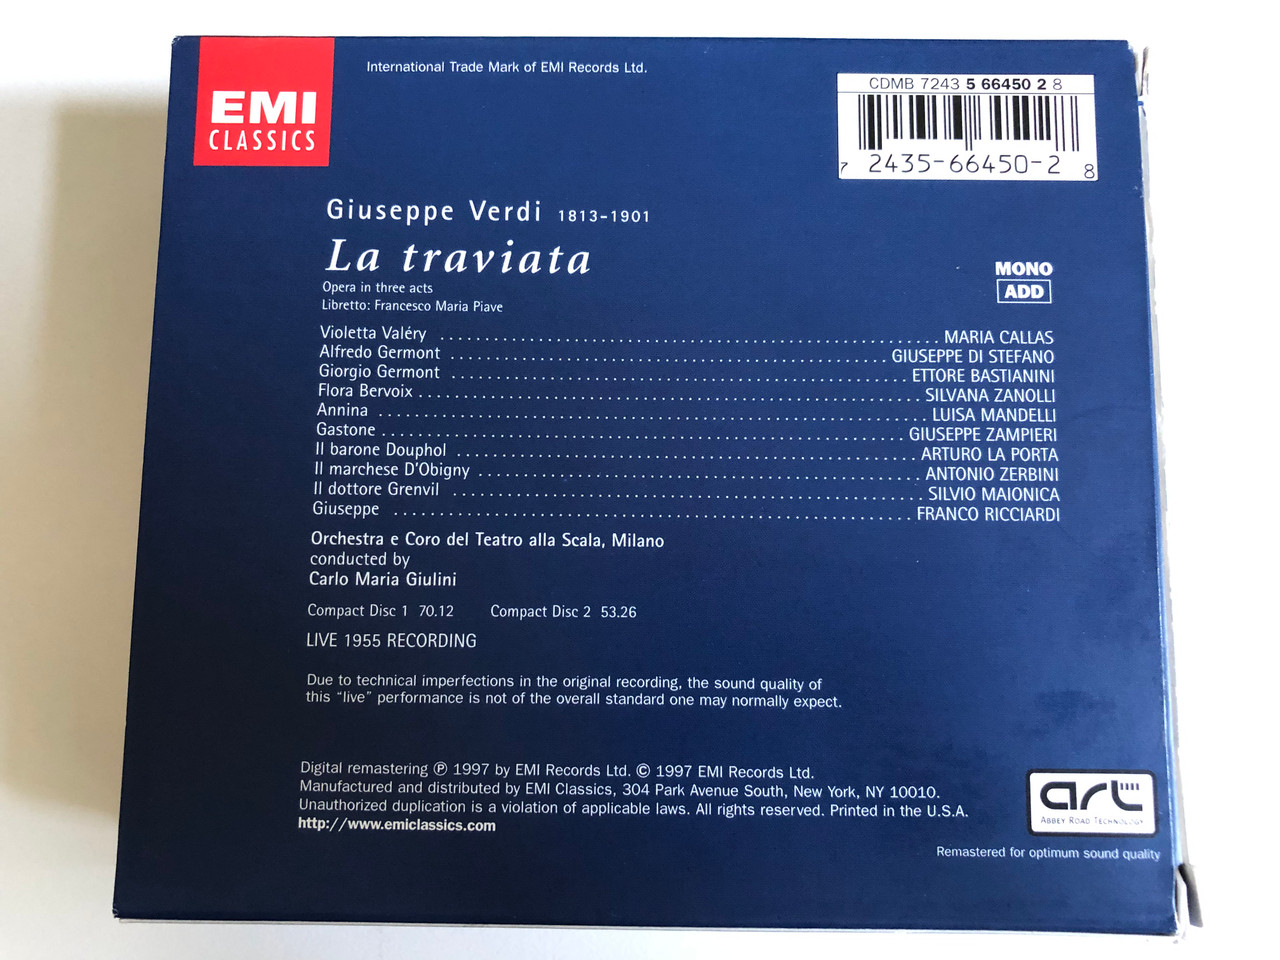 EMI
CLASSICS
International Trade Mark of EMI Records Ltd.
CDMB 7243 5 66450 2 8
7 2435-66450-2 8
Giuseppe Verdi 1813-1901
La traviata
Opera in three acts
Libretto: Francesco Maria Piave
MONO
ADD
Violetta Valéry ........ MARIA CALLAS
Alfredo Germont ........ GIUSEPPE DI STEFANO
Giorgio Germont ........ ETTORE BASTIANINI
Flora Bervoix ........ SILVANA ZANOLLI
Annina ........ LUISA MANDELLI
Gastone ........ GIUSEPPE ZAMPIERI
Il barone Douphol ........ ARTURO LA PORTA
Il marchese D'Obigny ........ ANTONIO ZERBINI
Il dottore Grenvil ........ SILVIO MAIONICA
Giuseppe ........ FRANCO RICCIARDI
Orchestra e Coro del Teatro alla Scala, Milano
conducted by
Carlo Maria Giulini
Compact Disc 1 70.12 Compact Disc 2 53.26
LIVE 1955 RECORDING
Due to technical imperfections in the original recording, the sound quality of
this “live” performance is not of the overall standard one may normally expect.
Digital remastering ℗ 1997 by EMI Records Ltd. © 1997 EMI Records Ltd.
Manufactured and distributed by EMI Classics, 304 Park Avenue South, New York, NY 10010.
Unauthorized duplication is a violation of applicable laws. All rights reserved. Printed in the U.S.A.
http://www.emiclassics.com
art
ABBEY ROAD TECHNOLOGY
Remastered for optimum sound quality